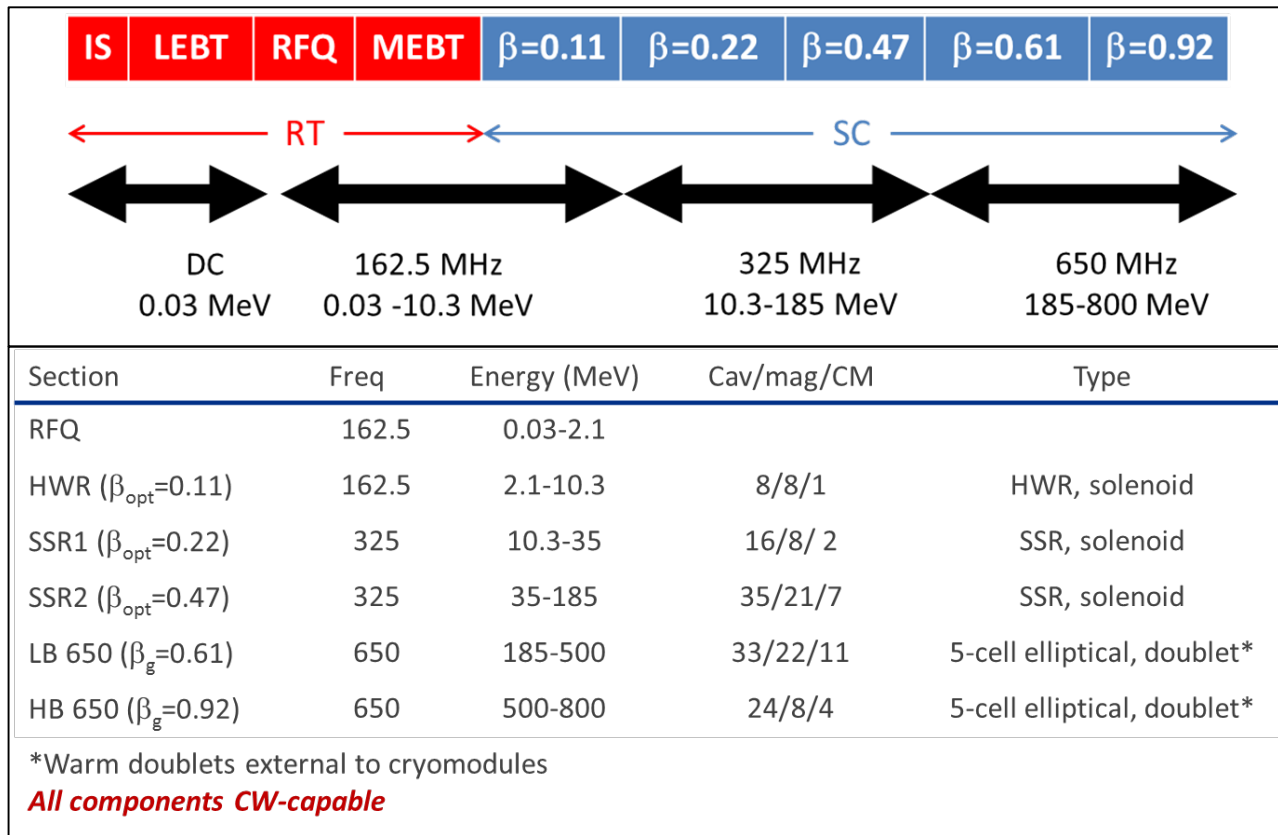 IS LEBT RFQ MEBT β=0.11 β=0.22 β=0.47 β=0.61 β=0.92
RT SC
DC 162.5 MHz 325 MHz 650 MHz
0.03 MeV 0.03 -10.3 MeV 10.3-185 MeV 185-800 MeV
Section Freq Energy (MeV) Cav/mag/CM Type
RFQ 162.5 0.03-2.1
HWR (βopt=0.11) 162.5 2.1-10.3 8/8/1 HWR, solenoid
SSR1 (βopt=0.22) 325 10.3-35 16/8/ 2 SSR, solenoid
SSR2 (βopt=0.47) 325 35-185 35/21/7 SSR, solenoid
LB 650 (βg=0.61) 650 185-500 33/22/11 5-cell elliptical, doublet*
HB 650 (βg=0.92) 650 500-800 24/8/4 5-cell elliptical, doublet*
*Warm doublets external to cryomodules
All components CW-capable